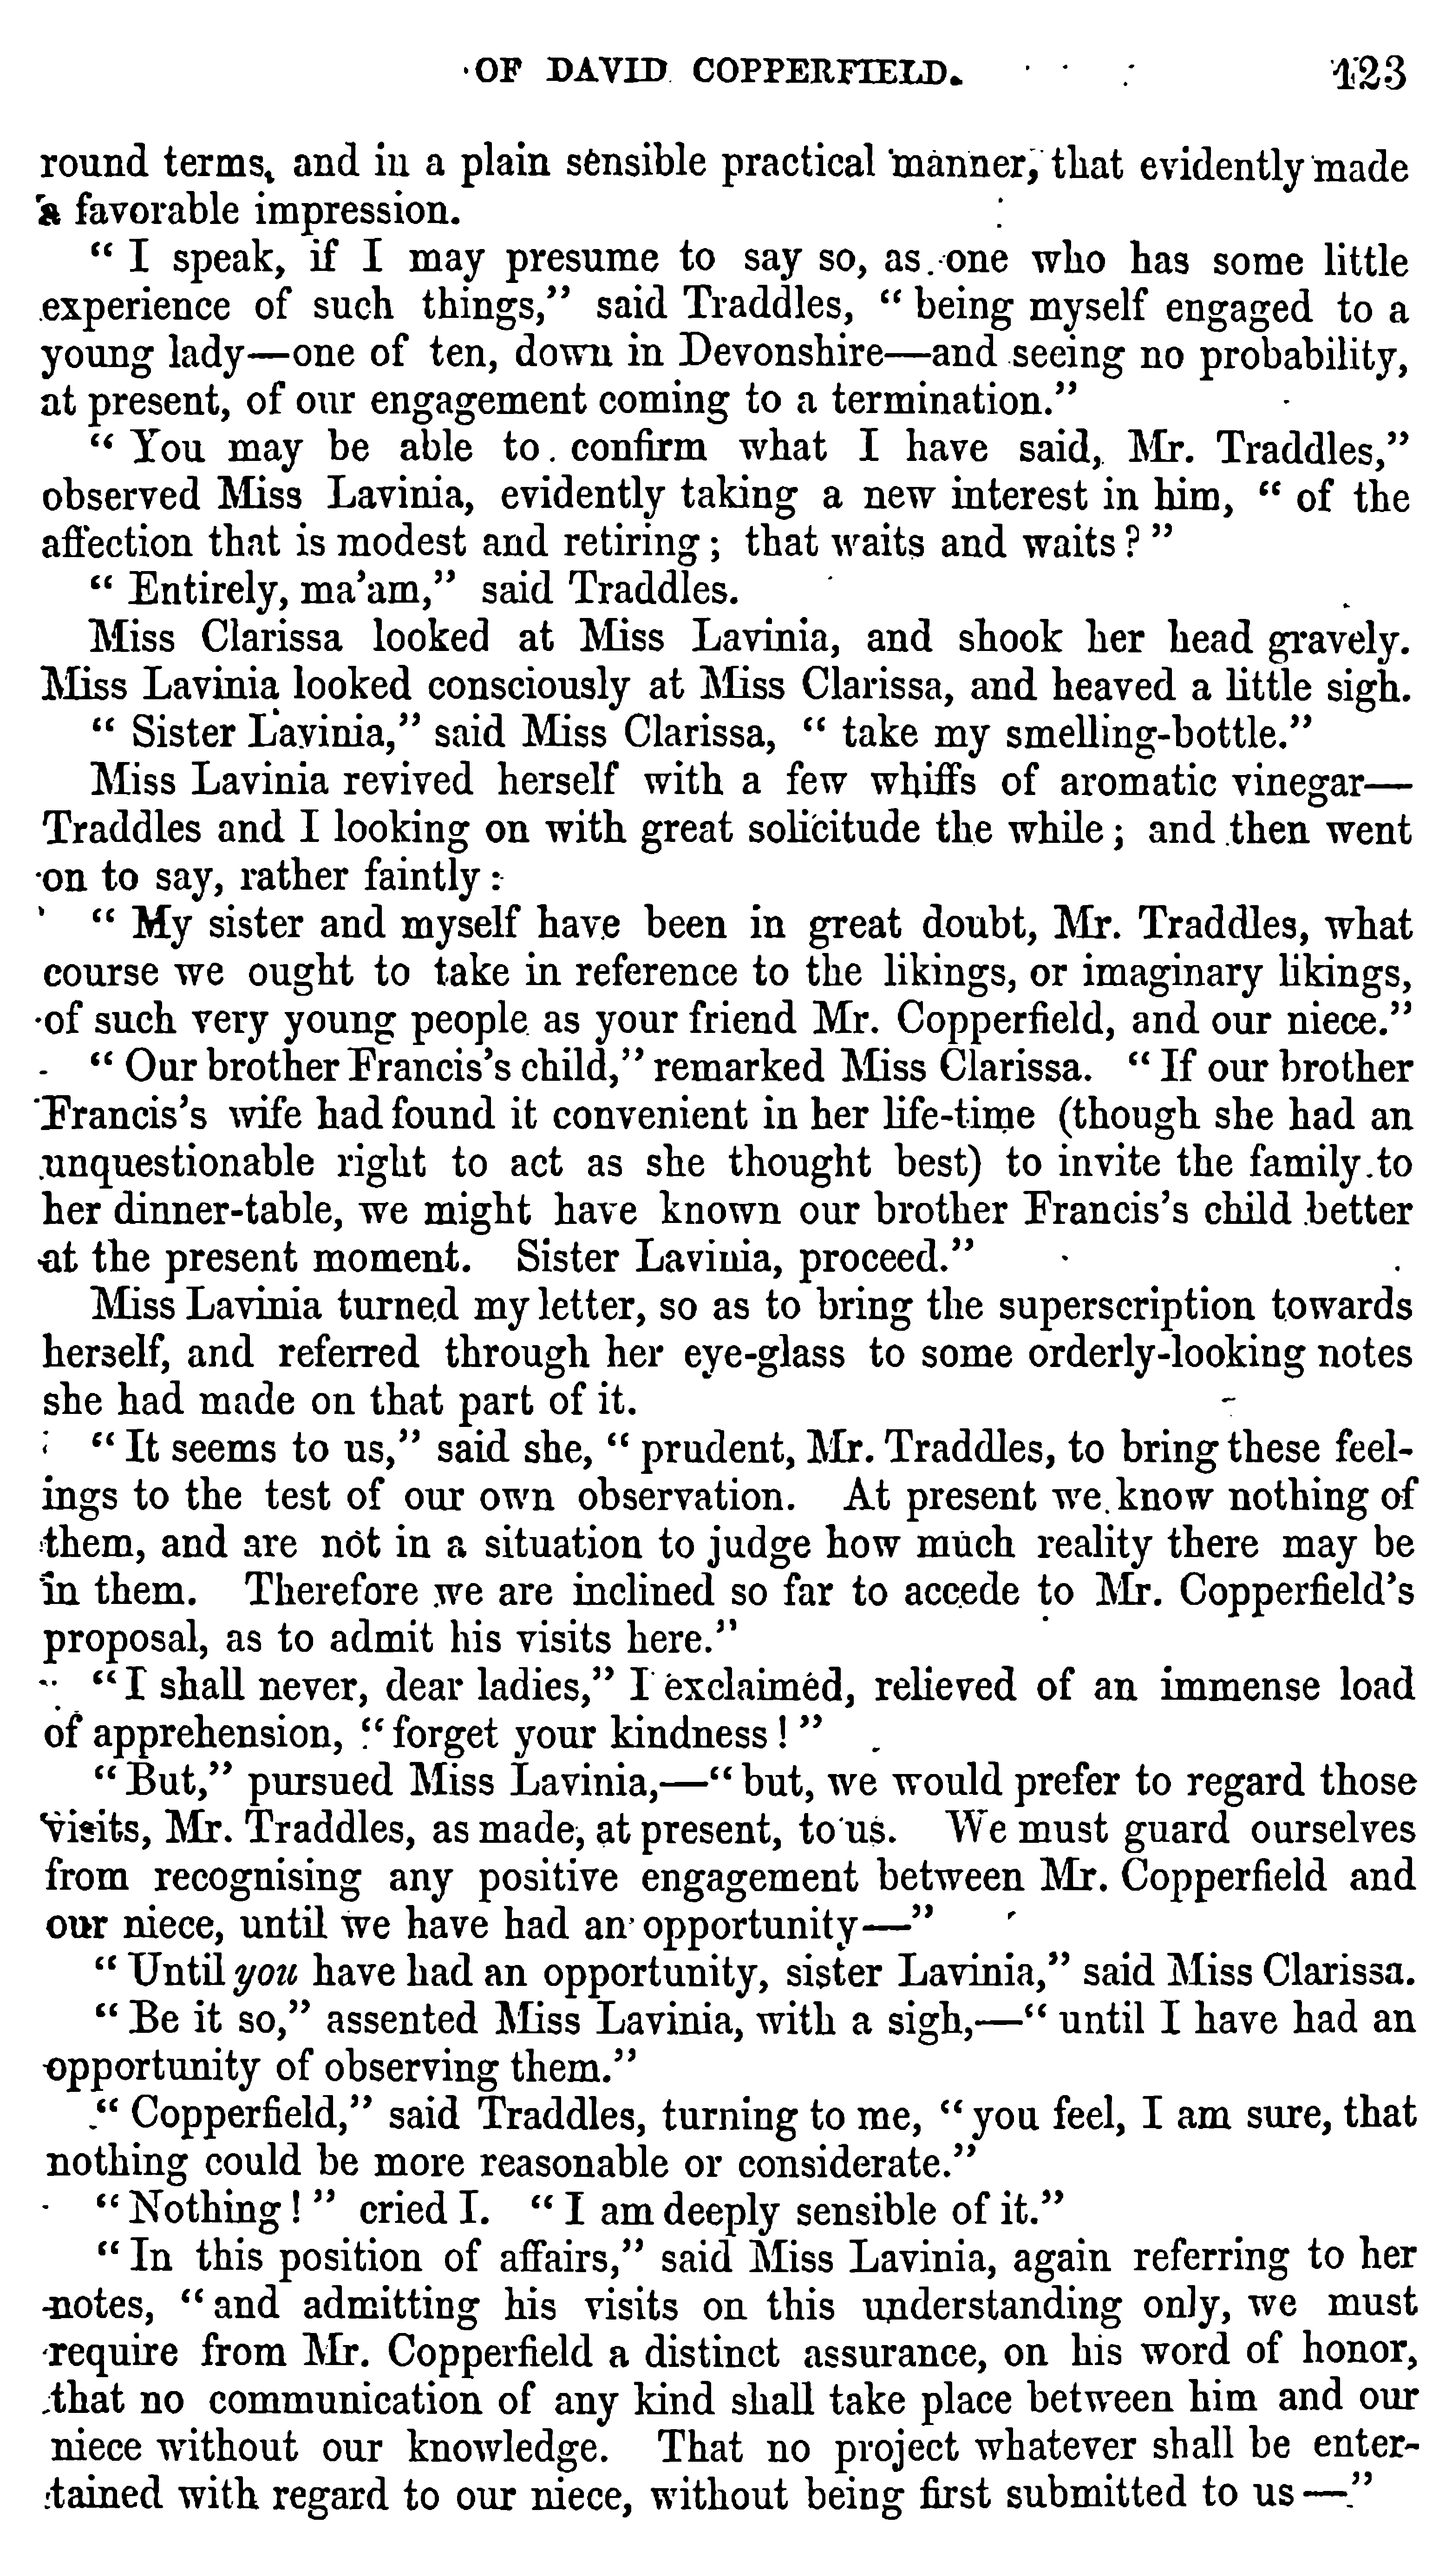 OF DAVID COPPERFIELD. 123
round terms, and in a plain sensible practical manner, that evidently made
a favorable impression.
“ I speak, if I may presume to say so, as one who has some little
experience of such things,” said Traddles, “ being myself engaged to a
young lady—one of ten, down in Devonshire—and seeing no probability,
at present, of our engagement coming to a termination.”
“ You may be able to confirm what I have said, Mr. Traddles,”
observed Miss Lavinia, evidently taking a new interest in him, “ of the
affection that is modest and retiring ; that waits and waits ? ”
“ Entirely, ma’am,” said Traddles.
Miss Clarissa looked at Miss Lavinia, and shook her head gravely.
Miss Lavinia looked consciously at Miss Clarissa, and heaved a little sigh.
“ Sister Lavinia,” said Miss Clarissa, “ take my smelling-bottle.”
Miss Lavinia revived herself with a few whiffs of aromatic vinegar—
Traddles and I looking on with great solicitude the while ; and then went
on to say, rather faintly :
“ My sister and myself have been in great doubt, Mr. Traddles, what
course we ought to take in reference to the likings, or imaginary likings,
of such very young people as your friend Mr. Copperfield, and our niece.”
“ Our brother Francis’s child,” remarked Miss Clarissa. “ If our brother
Francis’s wife had found it convenient in her life-time (though she had an
unquestionable right to act as she thought best) to invite the family to
her dinner-table, we might have known our brother Francis’s child better
at the present moment. Sister Lavinia, proceed.”
Miss Lavinia turned my letter, so as to bring the superscription towards
herself, and referred through her eye-glass to some orderly-looking notes
she had made on that part of it.
“ It seems to us,” said she, “ prudent, Mr. Traddles, to bring these feel-
ings to the test of our own observation. At present we know nothing of
them, and are not in a situation to judge how much reality there may be
in them. Therefore we are inclined so far to accede to Mr. Copperfield’s
proposal, as to admit his visits here.”
“ I shall never, dear ladies,” I exclaimed, relieved of an immense load
of apprehension, “ forget your kindness ! ”
“ But,” pursued Miss Lavinia,—“ but, we would prefer to regard those
visits, Mr. Traddles, as made, at present, to us. We must guard ourselves
from recognising any positive engagement between Mr. Copperfield and
our niece, until we have had an opportunity—”
“ Until you have had an opportunity, sister Lavinia,” said Miss Clarissa.
“ Be it so,” assented Miss Lavinia, with a sigh,—“ until I have had an
opportunity of observing them.”
“ Copperfield,” said Traddles, turning to me, “ you feel, I am sure, that
nothing could be more reasonable or considerate.”
“ Nothing ! ” cried I. “ I am deeply sensible of it.”
“ In this position of affairs,” said Miss Lavinia, again referring to her
notes, “ and admitting his visits on this understanding only, we must
require from Mr. Copperfield a distinct assurance, on his word of honor,
that no communication of any kind shall take place between him and our
niece without our knowledge. That no project whatever shall be enter-
tained with regard to our niece, without being first submitted to us —”